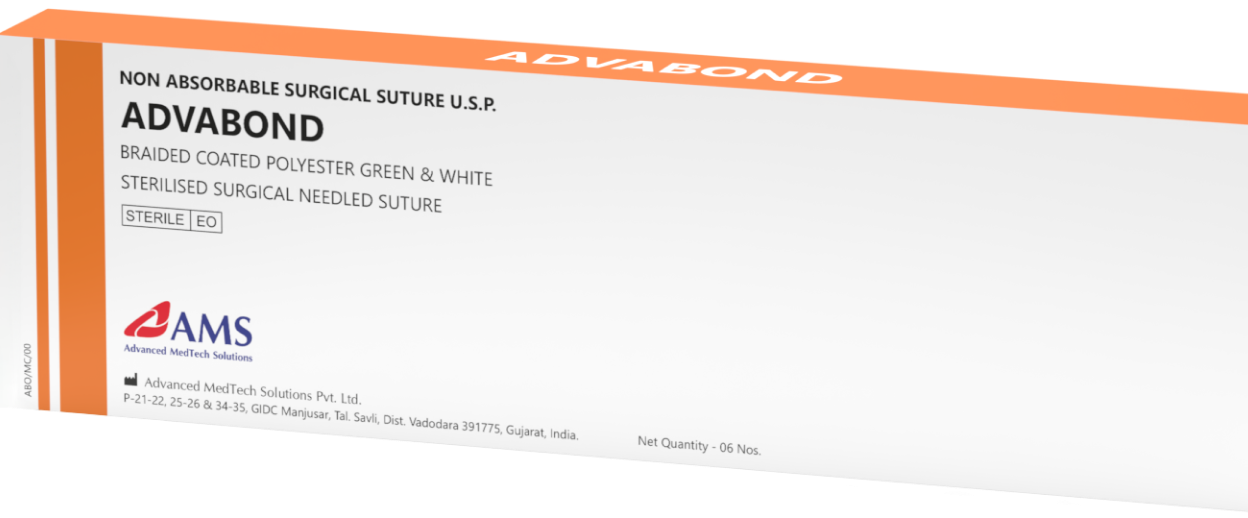 ADVABOND
NON ABSORBABLE SURGICAL SUTURE U.S.P.
ADVABOND
BRAIDED COATED POLYESTER GREEN & WHITE
STERILISED SURGICAL NEEDLED SUTURE
STERILE EO
AMS
Advanced MedTech Solutions
Advanced MedTech Solutions Pvt. Ltd.
P-21-22, 25-26 & 34-35, GIDC Manjusar, Tal. Savli, Dist. Vadodara 391775, Gujarat, India.
Net Quantity - 06 Nos.
ABO/MC/00